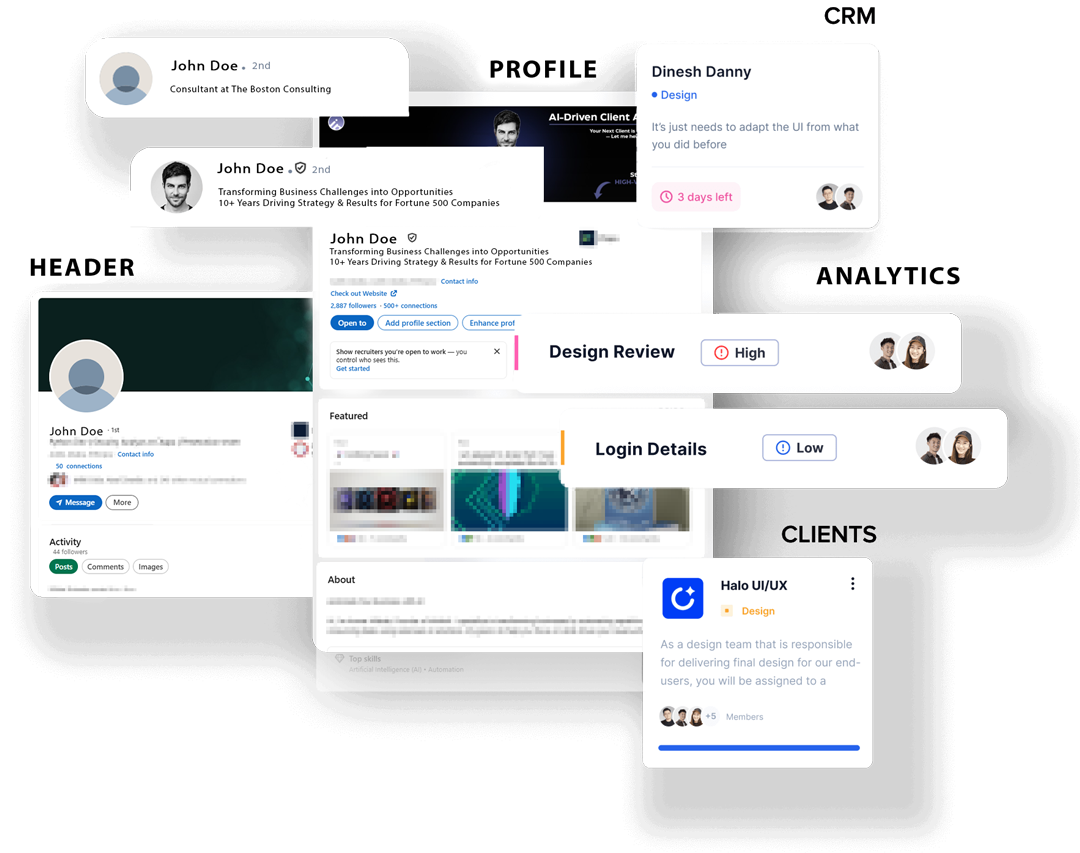 CRM
John Doe
2nd
Consultant at The Boston Consulting
PROFILE
Dinesh Danny
Design
It's just needs to adapt the UI from what
you did before
3 days left
AI-Driven Client A
Your Next Client is
— Let me he
HIGH-V
John Doe
2nd
Transforming Business Challenges into Opportunities
10+ Years Driving Strategy & Results for Fortune 500 Companies
HEADER
John Doe · 1st
Contact info
50 connections
Message
More
Activity
44 followers
Posts
Comments
Images
John Doe
Transforming Business Challenges into Opportunities
10+ Years Driving Strategy & Results for Fortune 500 Companies
Contact info
Check out Website
2,887 followers · 500+ connections
Open to
Add profile section
Enhance prof
Show recruiters you're open to work — you
control who sees this.
Get started
Featured
About
Top skills
Artificial Intelligence (AI) • Automation
ANALYTICS
Design Review
High
Login Details
Low
CLIENTS
Halo UI/UX
Design
As a design team that is responsible
for delivering final design for our end-
users, you will be assigned to a
+5 Members